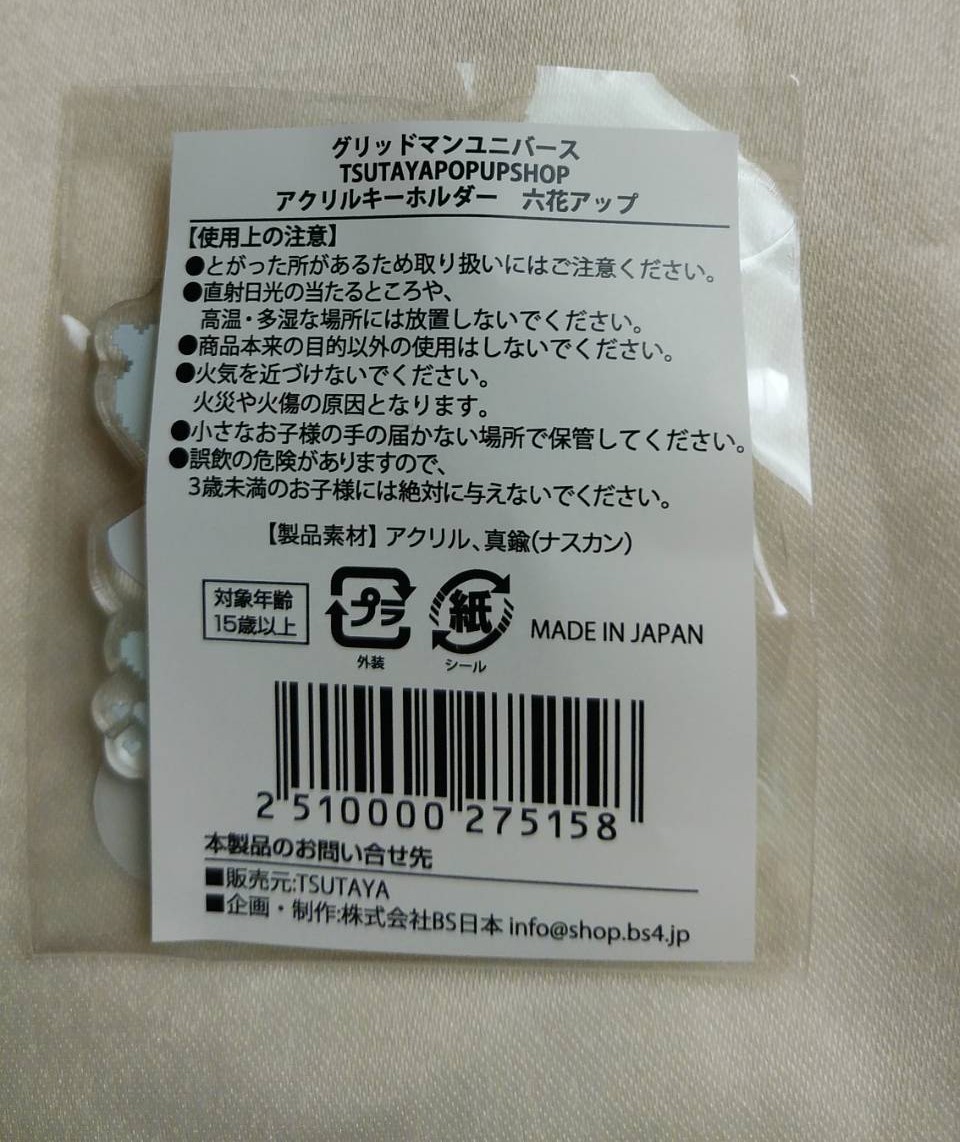 グリッドマンユニバース
TSUTAYAPOPUPSHOP
アクリルキーホルダー 六花アップ
【使用上の注意】
●とがった所があるため取り扱いにはご注意ください。
●直射日光の当たるところや、
高温・多湿な場所には放置しないでください。
●商品本来の目的以外の使用はしないでください。
●火気を近づけないでください。
火災や火傷の原因となります。
●小さなお子様の手の届かない場所で保管してください。
●誤飲の危険がありますので、
3歳未満のお子様には絶対に与えないでください。
【製品素材】アクリル、真鍮(ナスカン)
対象年齢
15歳以上
プラ
外装
紙
シール
MADE IN JAPAN
2 510000 275158
本製品のお問い合せ先
■販売元:TSUTAYA
■企画・制作:株式会社BS日本 info@shop.bs4.jp